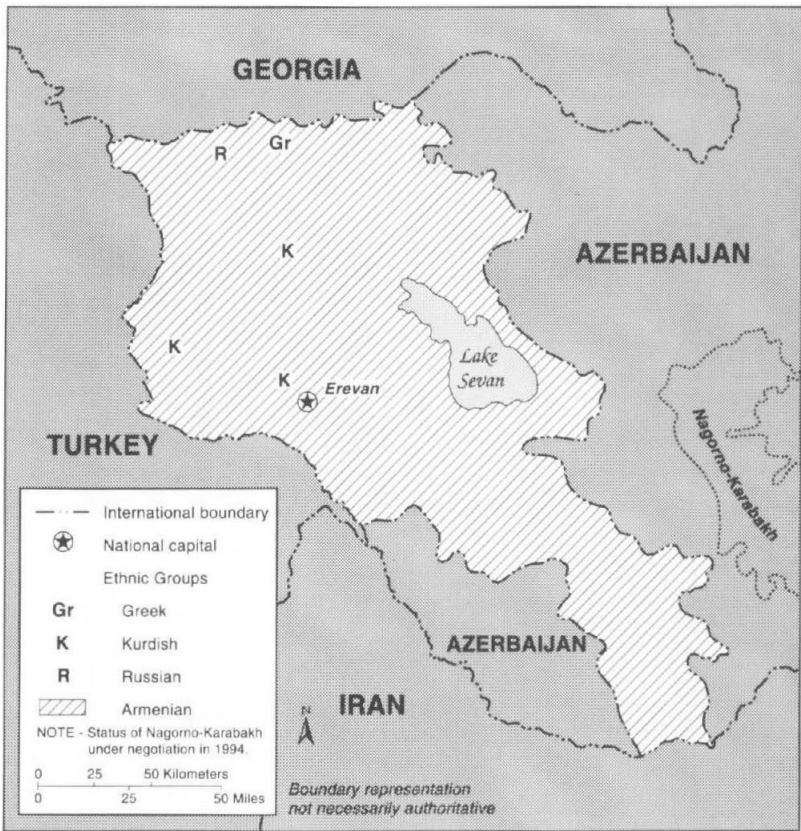 GEORGIA
R
Gr
K
AZERBAIJAN
K
Lake
Sevan
K
Erevan
TURKEY
Nagorno-Karabakh
International boundary
National capital
Ethnic Groups
Gr Greek
K Kurdish
R Russian
Armenian
NOTE - Status of Nagorno-Karabakh
under negotiation in 1994.
0 25 50 Kilometers
0 25 50 Miles
AZERBAIJAN
IRAN
N
Boundary representation
not necessarily authoritative